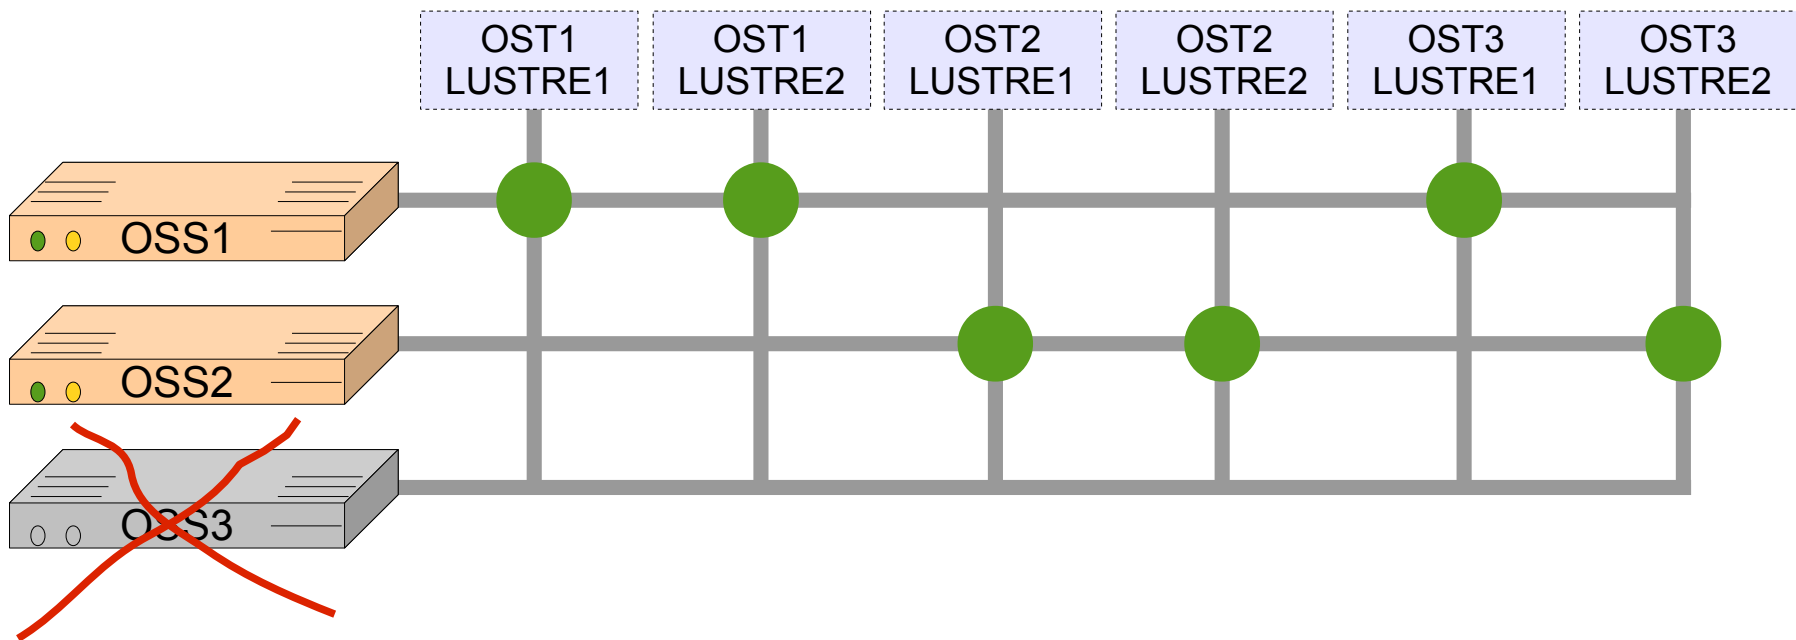 OST1
LUSTRE1
OST1
LUSTRE2
OST2
LUSTRE1
OST2
LUSTRE2
OST3
LUSTRE1
OST3
LUSTRE2
OSS1
OSS2
OSS3